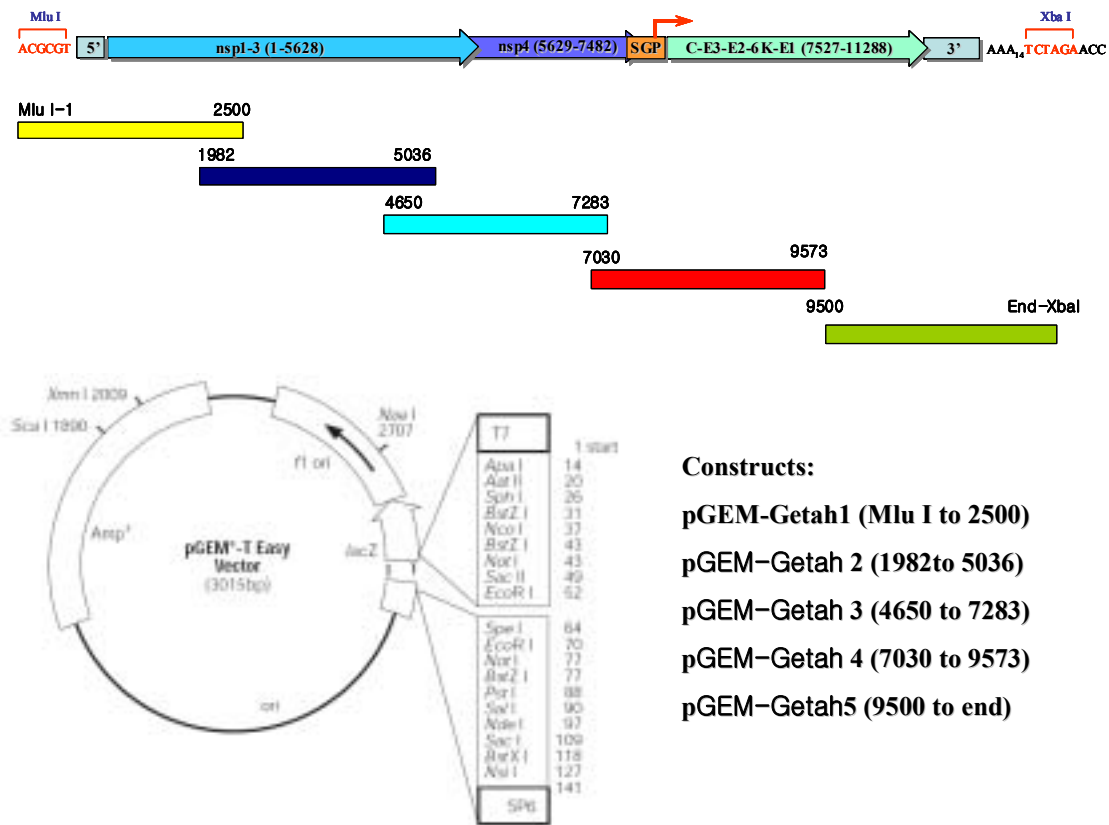 Mlu I
Xba I
ACGCGT 5' nsp1-3 (1-5628) nsp4 (5629-7482) SGP C-E3-E2-6K-E1 (7527-11288) 3' AAA14TCTAGAACC
Mlu I-1 2500
1982 5036
4650 7283
7030 9573
9500 End-XbaI
Xmn I 2009
Sca I 1890
Nae I
2707
f1 ori
Ampr
pGEM®-T Easy
Vector
(3015bp)
lacZ
ori
T7
1 start
Apa I 14
Aat II 20
Sph I 26
BstZ I 31
Nco I 37
BstZ I 43
Not I 43
Sac II 49
EcoR I 52
Spe I 64
EcoR I 70
Not I 77
BstZ I 77
Pst I 88
Sal I 90
Nde I 97
Sac I 109
BstX I 118
Nsi I 127
141
SP6
Constructs:
pGEM-Getah1 (Mlu I to 2500)
pGEM-Getah 2 (1982to 5036)
pGEM-Getah 3 (4650 to 7283)
pGEM-Getah 4 (7030 to 9573)
pGEM-Getah5 (9500 to end)